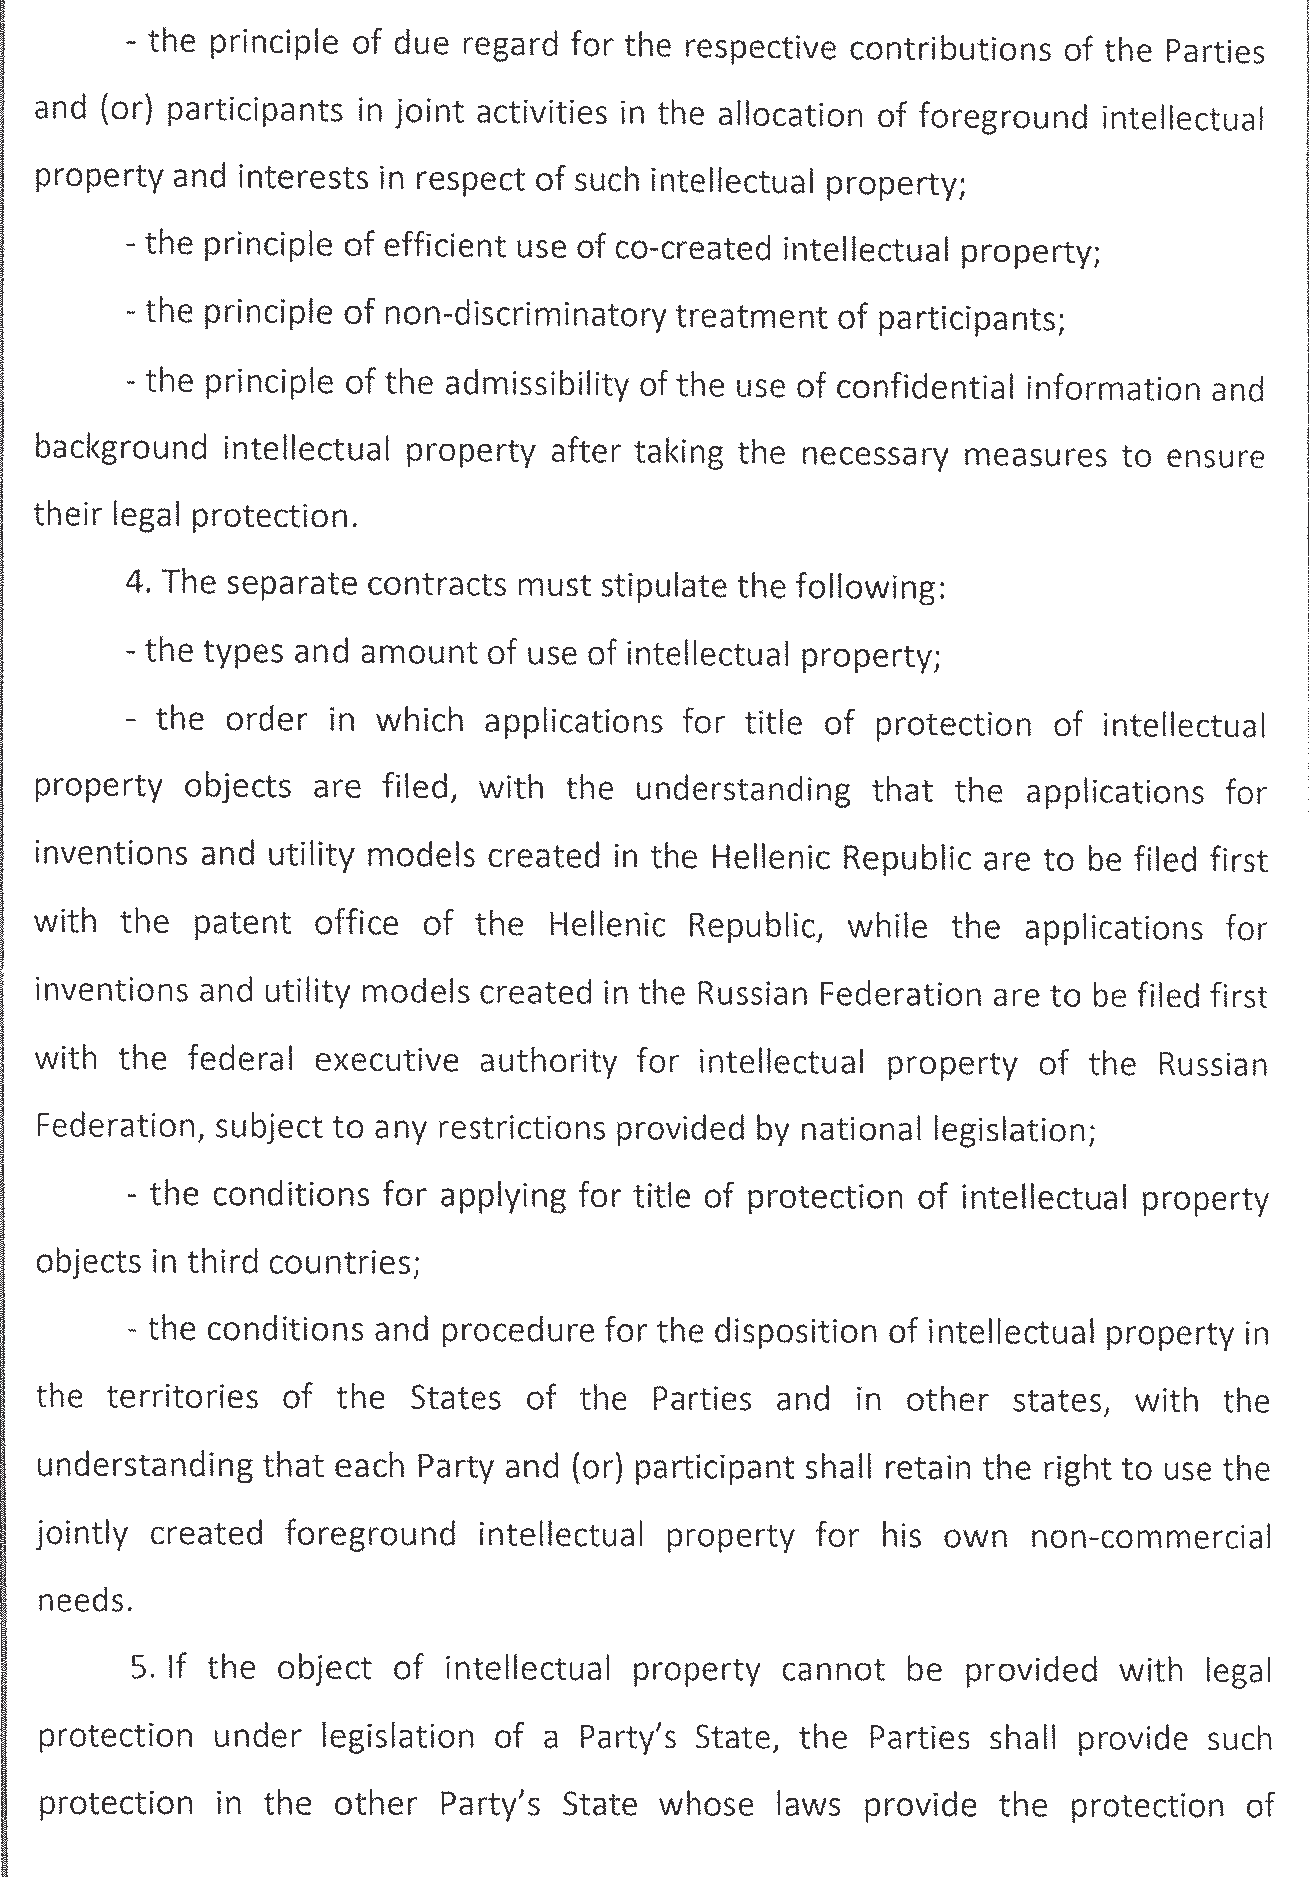 - the principle of due regard for the respective contributions of the Parties
and (or) participants in joint activities in the allocation of foreground intellectual
property and interests in respect of such intellectual property;
- the principle of efficient use of co-created intellectual property;
- the principle of non-discriminatory treatment of participants;
- the principle of the admissibility of the use of confidential information and
background intellectual property after taking the necessary measures to ensure
their legal protection.
4. The separate contracts must stipulate the following:
- the types and amount of use of intellectual property;
- the order in which applications for title of protection of intellectual
property objects are filed, with the understanding that the applications for
inventions and utility models created in the Hellenic Republic are to be filed first
with the patent office of the Hellenic Republic, while the applications for
inventions and utility models created in the Russian Federation are to be filed first
with the federal executive authority for intellectual property of the Russian
Federation, subject to any restrictions provided by national legislation;
- the conditions for applying for title of protection of intellectual property
objects in third countries;
- the conditions and procedure for the disposition of intellectual property in
the territories of the States of the Parties and in other states, with the
understanding that each Party and (or) participant shall retain the right to use the
jointly created foreground intellectual property for his own non-commercial
needs.
5. If the object of intellectual property cannot be provided with legal
protection under legislation of a Party's State, the Parties shall provide such
protection in the other Party's State whose laws provide the protection of